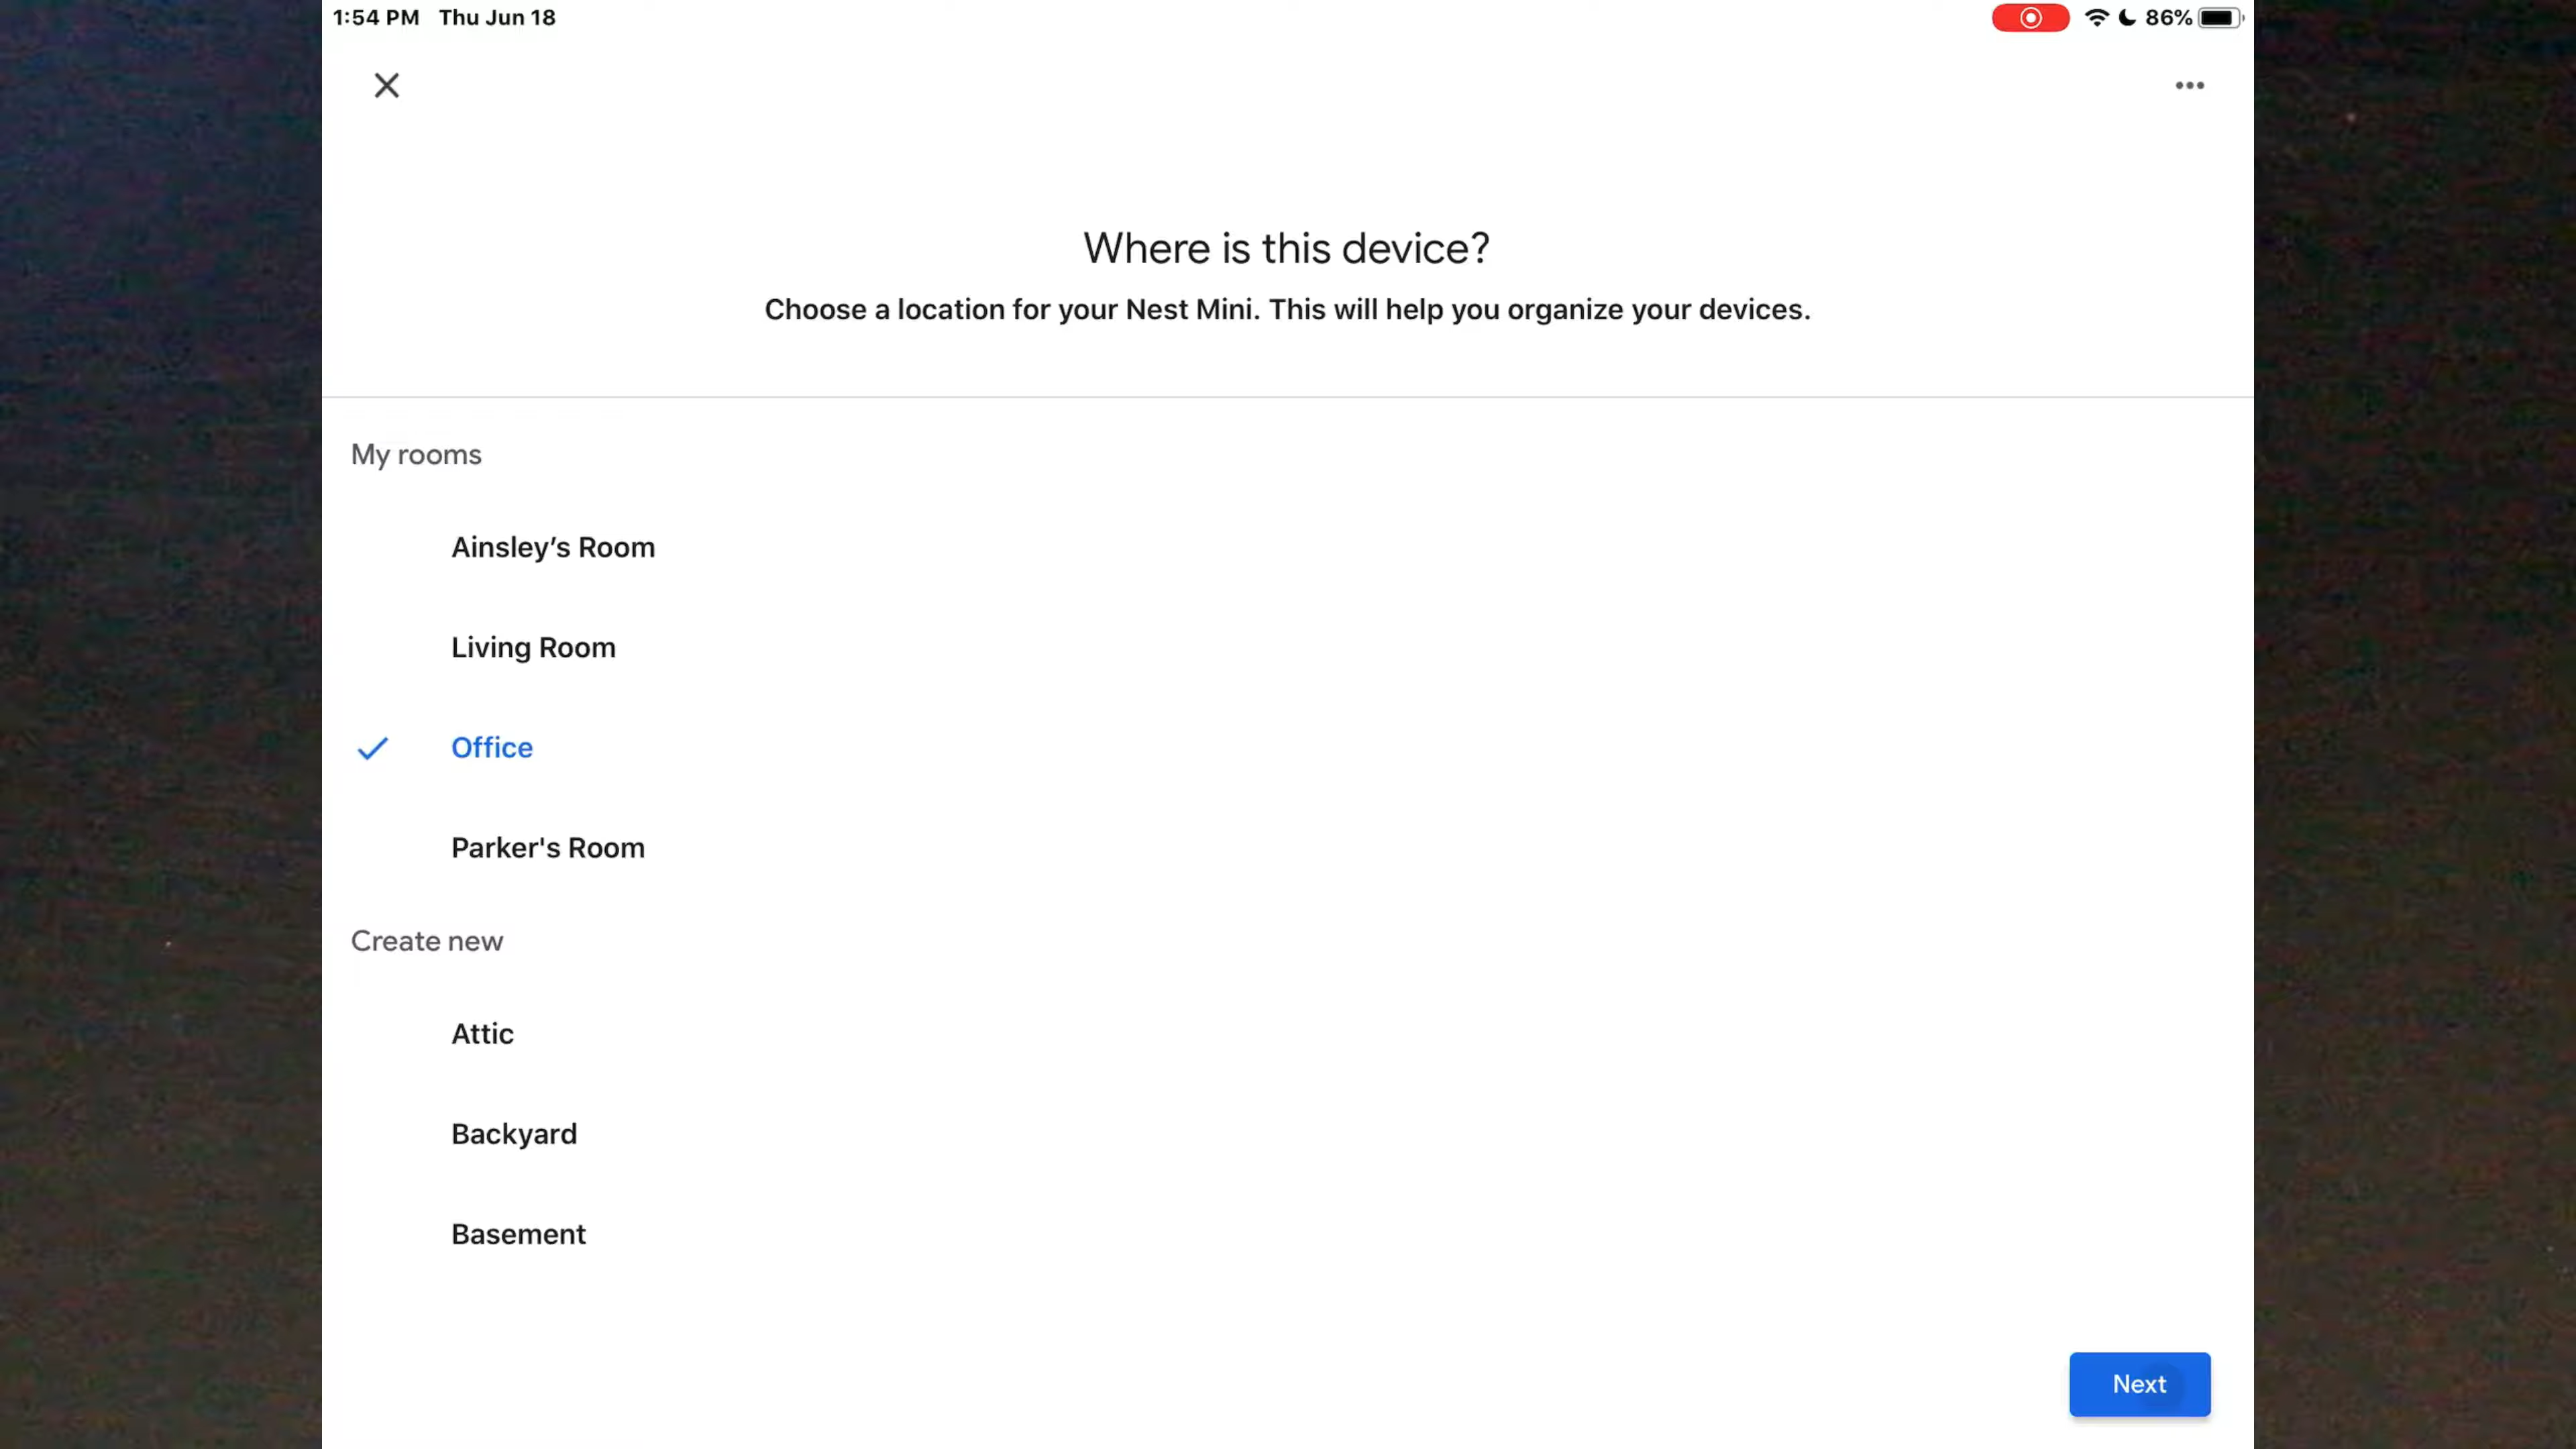 1:54 PM Thu Jun 18
86%
Where is this device?
Choose a location for your Nest Mini. This will help you organize your devices.
My rooms
Ainsley’s Room
Living Room
Office
Parker's Room
Create new
Attic
Backyard
Basement
Next